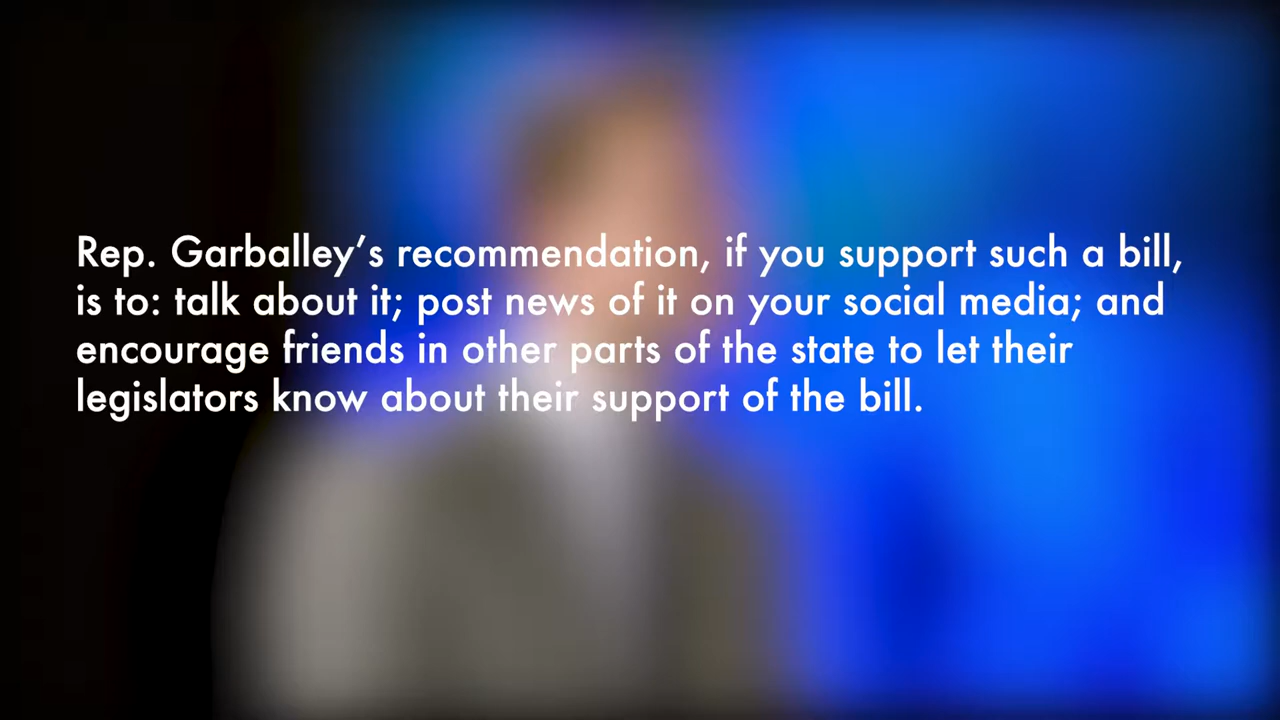 Rep. Garballey’s recommendation, if you support such a bill,
is to: talk about it; post news of it on your social media; and
encourage friends in other parts of the state to let their
legislators know about their support of the bill.